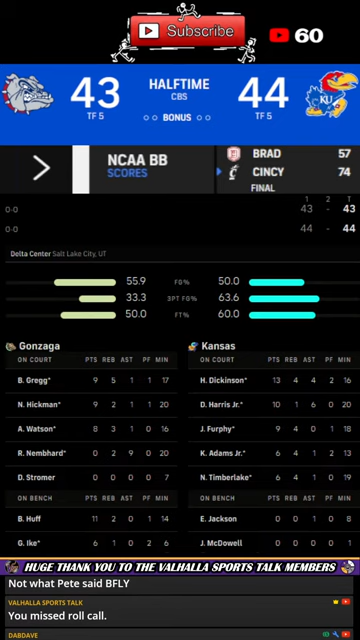 Subscribe
60
43
TF 5
HALFTIME
CBS
BONUS
44
TF 5
KU
NCAA BB
SCORES
BRAD 57
CINCY 74
FINAL
1 2 T
0-0 43 - 43
0-0 44 - 44
Delta Center Salt Lake City, UT
55.9 FG% 50.0
33.3 3PT FG% 63.6
50.0 FT% 60.0
Gonzaga
ON COURT PTS REB AST PF MIN
B. Gregg* 9 5 1 1 17
N. Hickman* 9 2 1 1 20
A. Watson* 8 3 1 0 16
R. Nembhard* 0 2 9 0 20
D. Stromer 0 0 0 0 7
ON BENCH PTS REB AST PF MIN
B. Huff 11 2 0 1 14
G. Ike* 6 1 0 2 6
Kansas
ON COURT PTS REB AST PF MIN
H. Dickinson* 13 4 4 2 16
D. Harris Jr.* 10 1 6 0 20
J. Furphy* 9 4 0 1 18
K. Adams Jr.* 6 4 1 2 13
N. Timberlake* 6 4 1 0 19
ON BENCH PTS REB AST PF MIN
E. Jackson 0 0 1 0 8
J. McDowell 0 0 0 0 1
HUGE THANK YOU TO THE VALHALLA SPORTS TALK MEMBERS
Not what Pete said BFLY
VALHALLA SPORTS TALK
You missed roll call.
DABDAVE